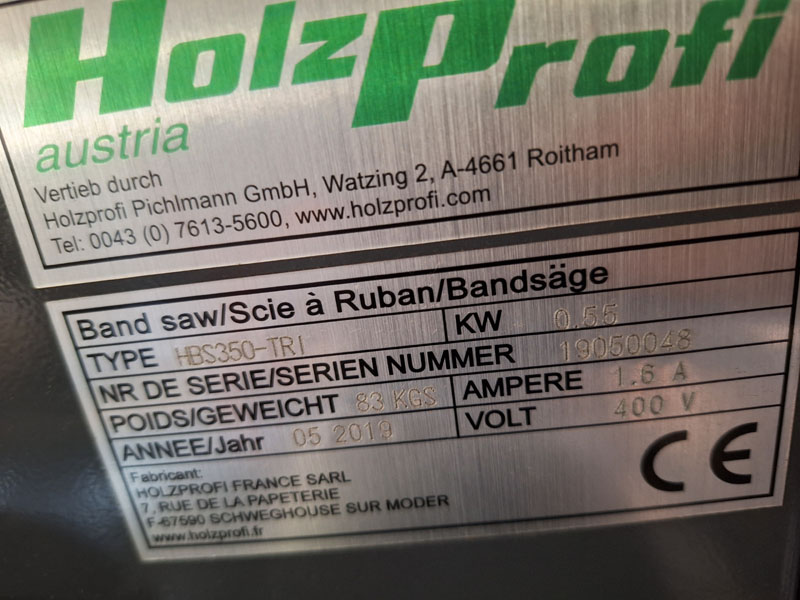 HolzProfi
austria
Vertieb durch
Holzprofi Pichlmann GmbH, Watzing 2, A-4661 Roitham
Tel: 0043 (0) 7613-5600, www.holzprofi.com
Band saw/Scie à Ruban/Bandsäge
TYPE HBS350-TRI KW 0.55
NR DE SERIE/SERIEN NUMMER 19050048
POIDS/GEWEICHT 83 KGS AMPERE 1.6 A
ANNEE/Jahr 05 2019 VOLT 400 V
CE
Fabricant:
HOLZPROFI FRANCE SARL
7, RUE DE LA PAPETERIE
F-67590 SCHWEGHOUSE SUR MODER
www.holzprofi.fr